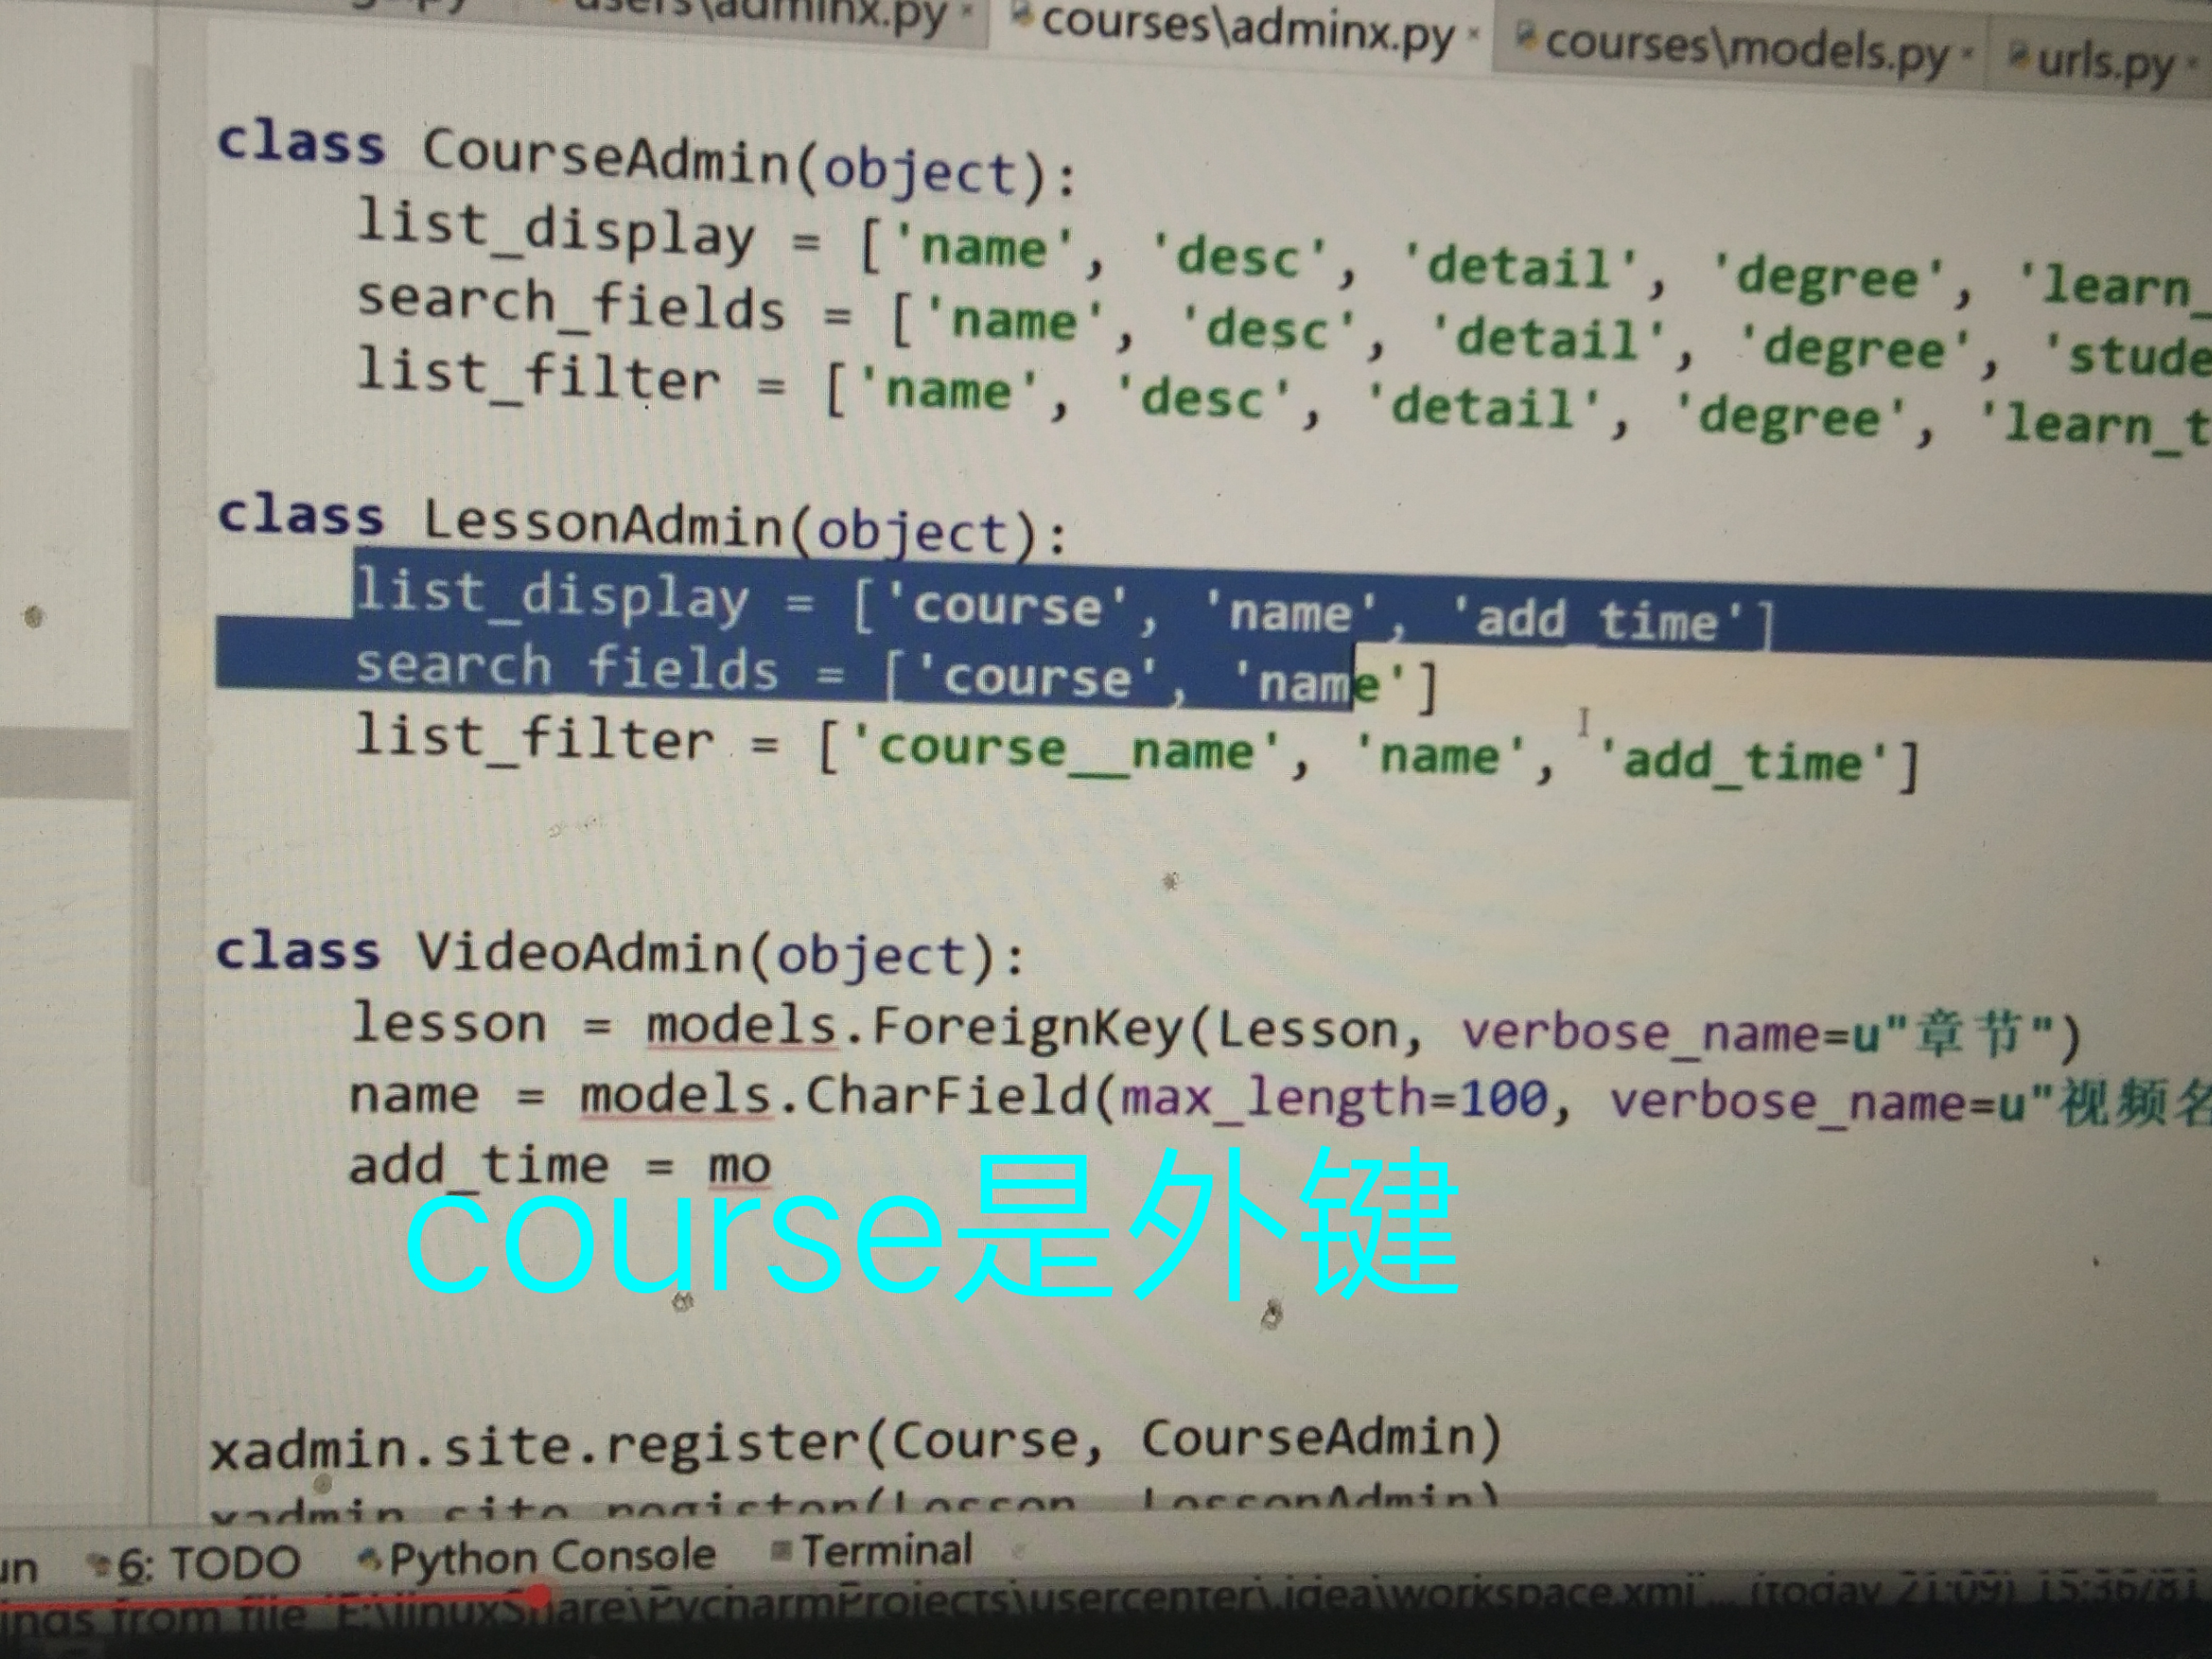 users\adminx.py courses\adminx.py courses\models.py urls.py
class CourseAdmin(object):
list_display = ['name', 'desc', 'detail', 'degree', 'learn_
search_fields = ['name', 'desc', 'detail', 'degree', 'stude
list_filter = ['name', 'desc', 'detail', 'degree', 'learn_t
class LessonAdmin(object):
list_display = ['course', 'name', 'add_time']
search_fields = ['course', 'name']
list_filter = ['course__name', 'name', 'add_time']
class VideoAdmin(object):
lesson = models.ForeignKey(Lesson, verbose_name=u"章节")
name = models.CharField(max_length=100, verbose_name=u"视频名
add_time = mo
course是外键
xadmin.site.register(Course, CourseAdmin)
xadmin.site.register(Lesson, LessonAdmin)
6: TODO Python Console Terminal
ings from file 'E:\linuxShare\PycharmProjects\usercenter\.idea\workspace.xml' ... (today 21:09)